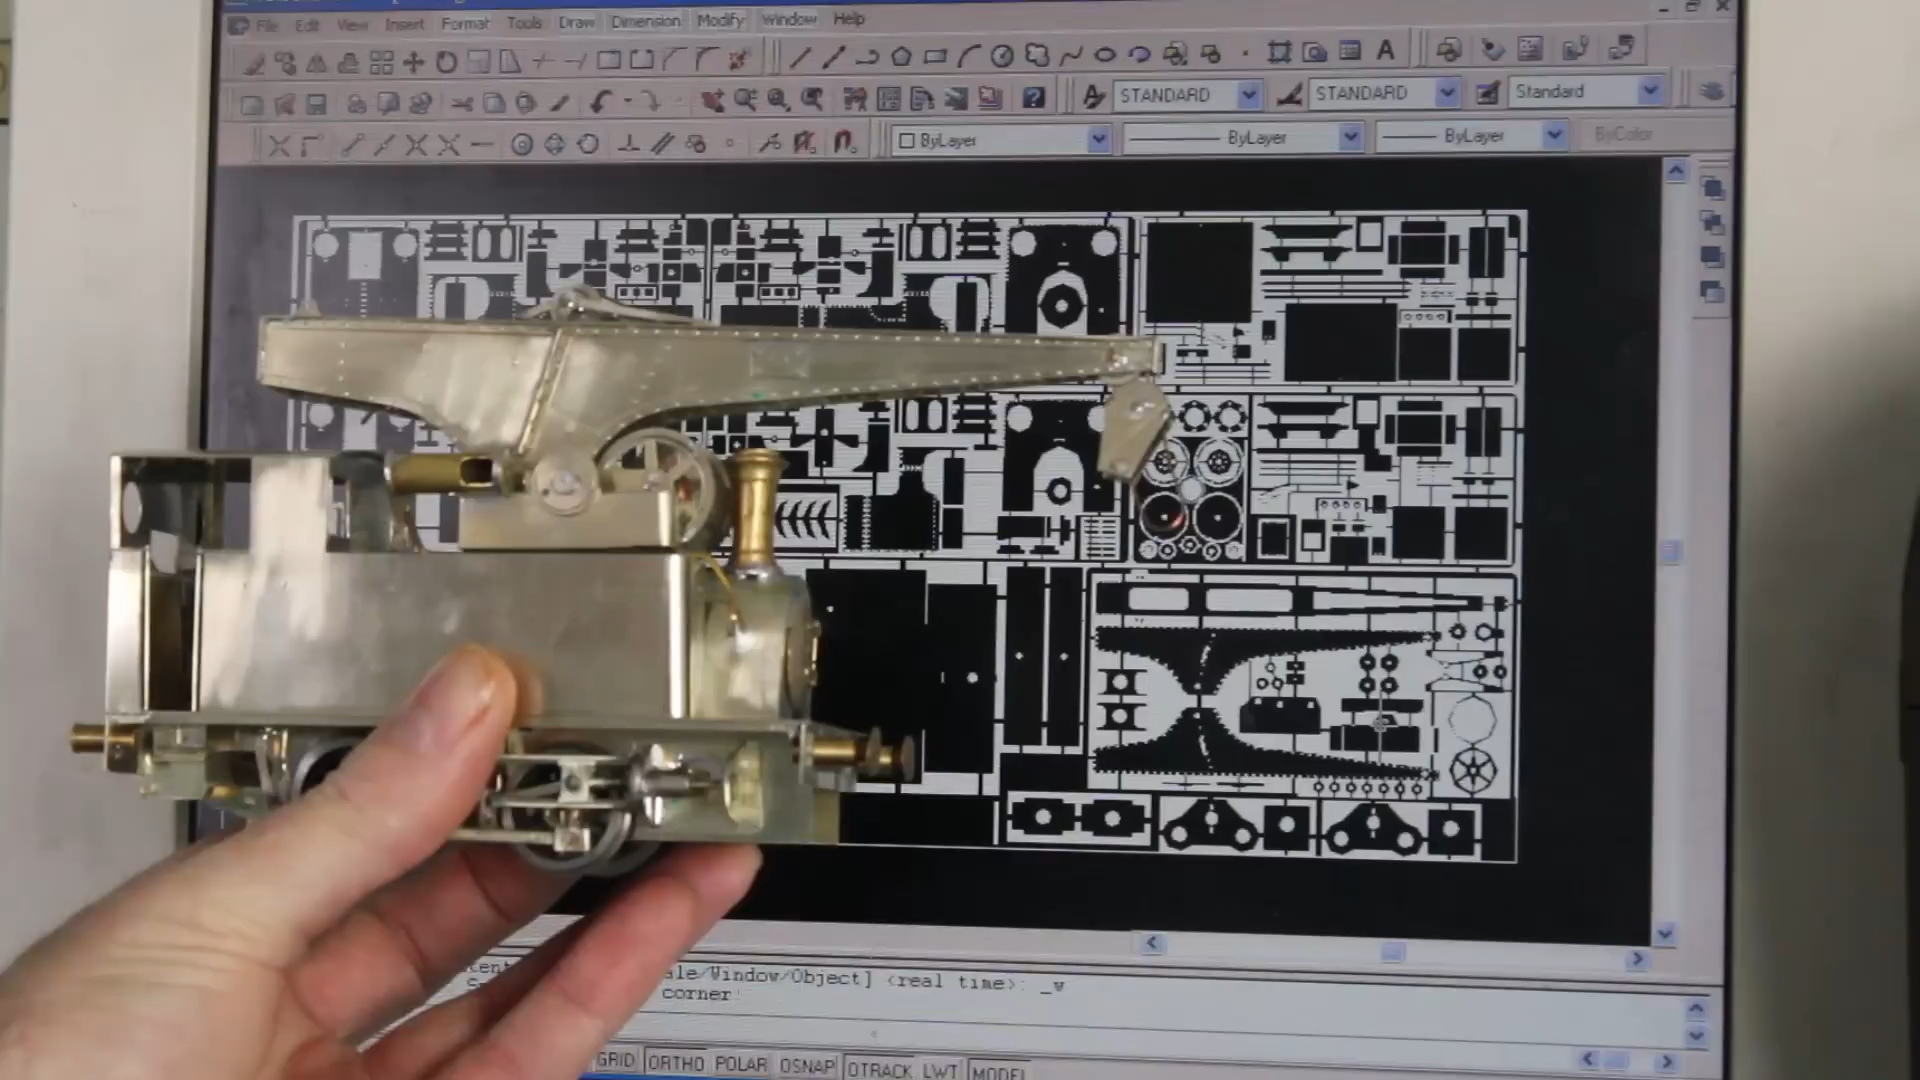 File Edit View Insert Format Tools Draw Dimension Modify Window Help
A
STANDARD STANDARD Standard
ByLayer ByLayer ByLayer ByColor
ale/Window/Object] <real time>: _w
corner:
GRID ORTHO POLAR OSNAP OTRACK LWT MODEL